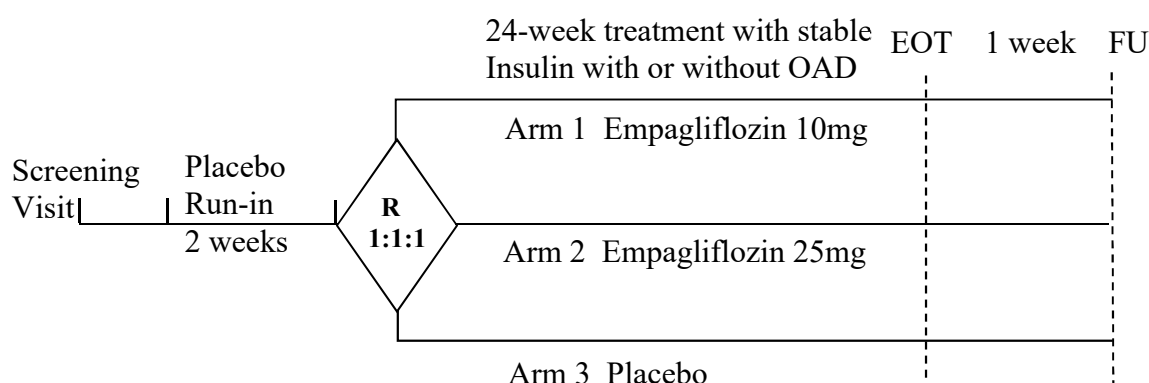 24-week treatment with stable
Insulin with or without OAD
EOT 1 week FU
Arm 1 Empagliflozin 10mg
Screening
Visit
Placebo
Run-in
2 weeks
R
1:1:1
Arm 2 Empagliflozin 25mg
Arm 3 Placebo